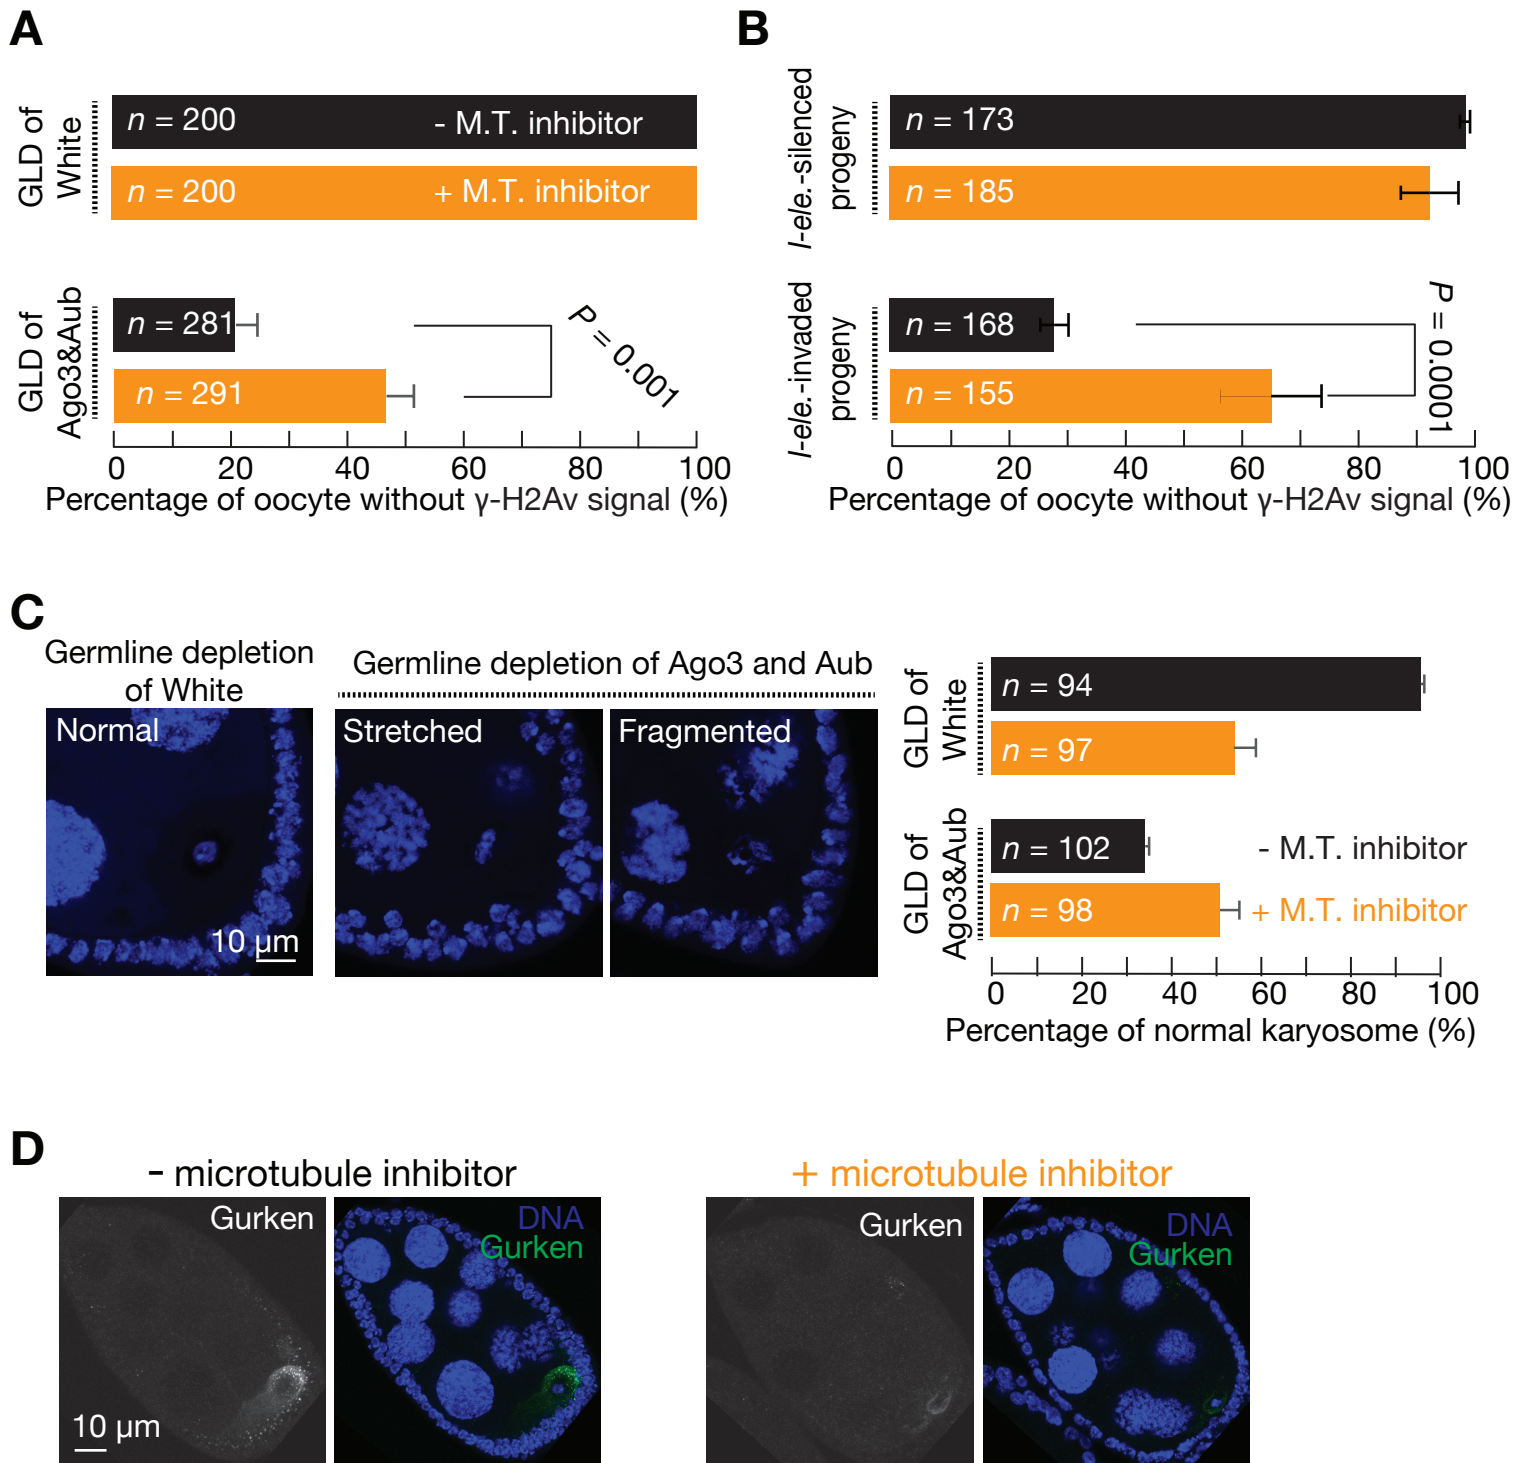 A
GLD of
White
n = 200
- M.T. inhibitor
n = 200
+ M.T. inhibitor
GLD of
Ago3&Aub
n = 281
n = 291
P = 0.001
0 20 40 60 80 100
Percentage of oocyte without γ-H2Av signal (%)
B
I-ele.-silenced
progeny
n = 173
n = 185
I-ele.-invaded
progeny
n = 168
n = 155
P = 0.0001
0 20 40 60 80 100
Percentage of oocyte without γ-H2Av signal (%)
C
Germline depletion
of White
Germline depletion of Ago3 and Aub
Normal
Stretched
Fragmented
10 µm
GLD of
White
n = 94
n = 97
GLD of
Ago3&Aub
n = 102
- M.T. inhibitor
n = 98
+ M.T. inhibitor
0 20 40 60 80 100
Percentage of normal karyosome (%)
D
- microtubule inhibitor
Gurken
DNA
Gurken
10 µm
+ microtubule inhibitor
Gurken
DNA
Gurken